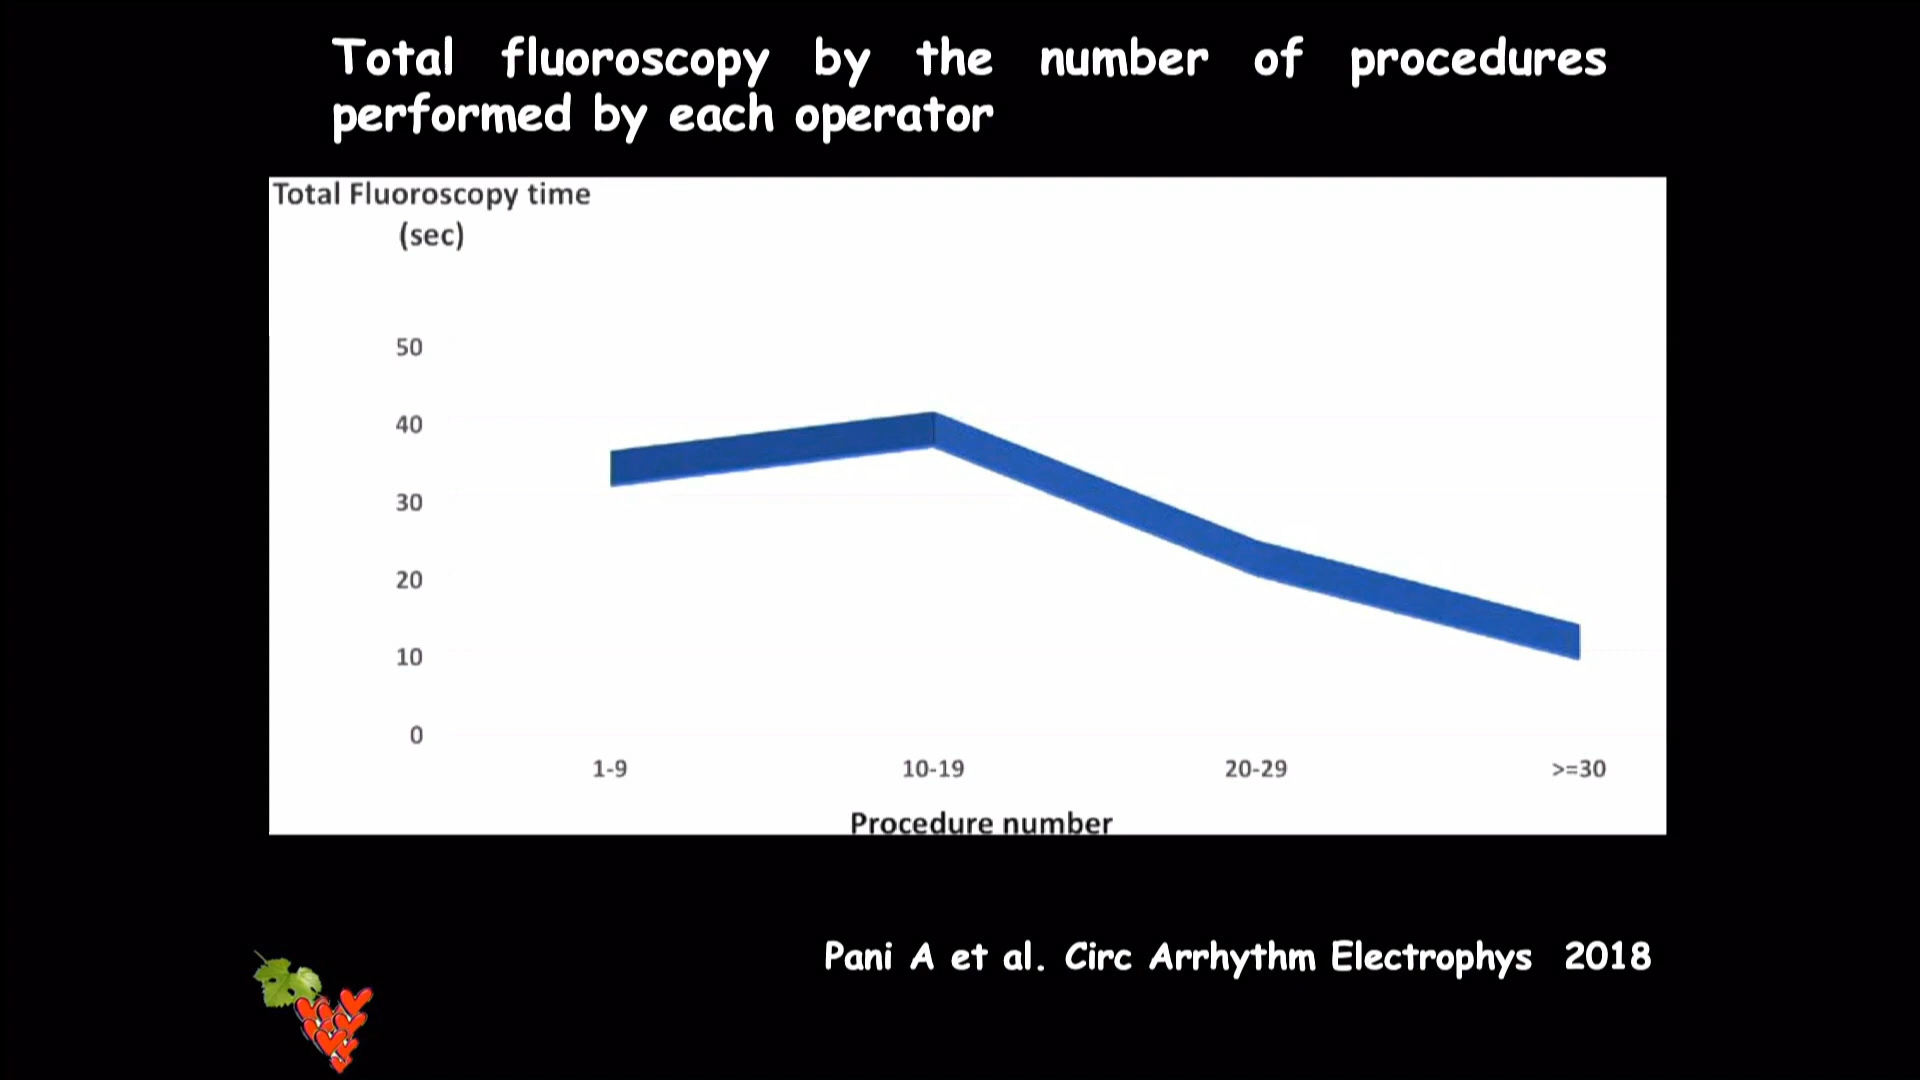 Total fluoroscopy by the number of procedures
performed by each operator
Total Fluoroscopy time
(sec)
50
40
30
20
10
0
1-9 10-19 20-29 >=30
Procedure number
Pani A et al. Circ Arrhythm Electrophys 2018